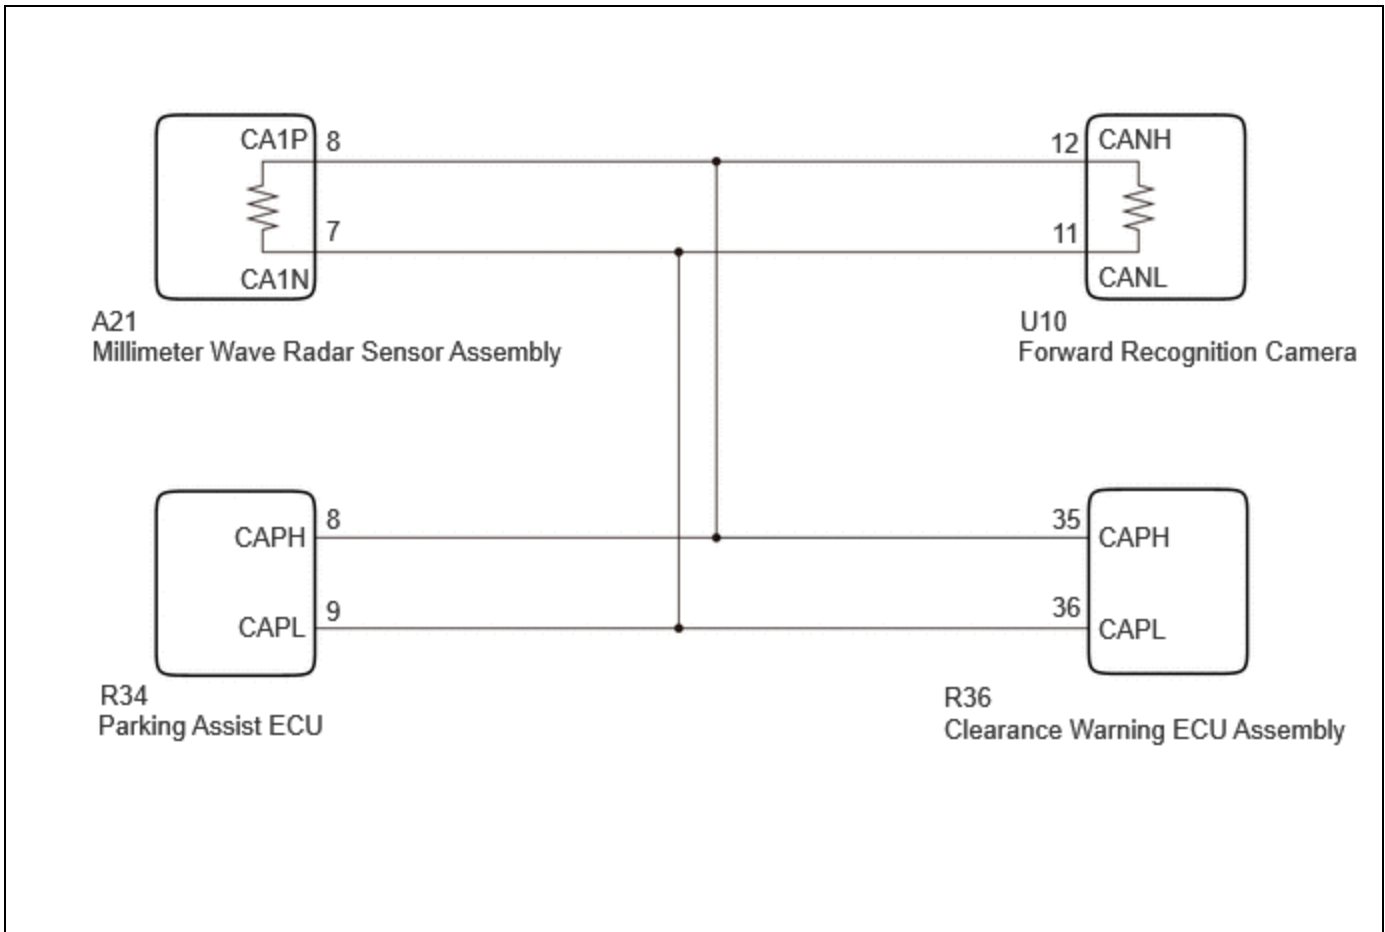 CA1P 8
12 CANH
7
11
CA1N
CANL
A21
Millimeter Wave Radar Sensor Assembly
U10
Forward Recognition Camera
8
CAPH
35
CAPH
9
CAPL
36
CAPL
R34
Parking Assist ECU
R36
Clearance Warning ECU Assembly